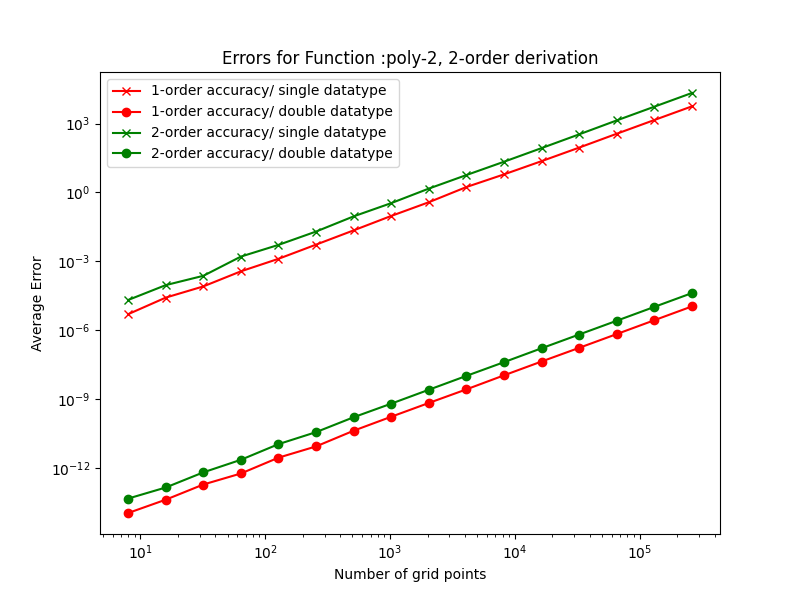 Errors for Function :poly-2, 2-order derivation
1-order accuracy/ single datatype
1-order accuracy/ double datatype
2-order accuracy/ single datatype
2-order accuracy/ double datatype
Average Error
10³
10⁰
10⁻³
10⁻⁶
10⁻⁹
10⁻¹²
10¹ 10² 10³ 10⁴ 10⁵
Number of grid points